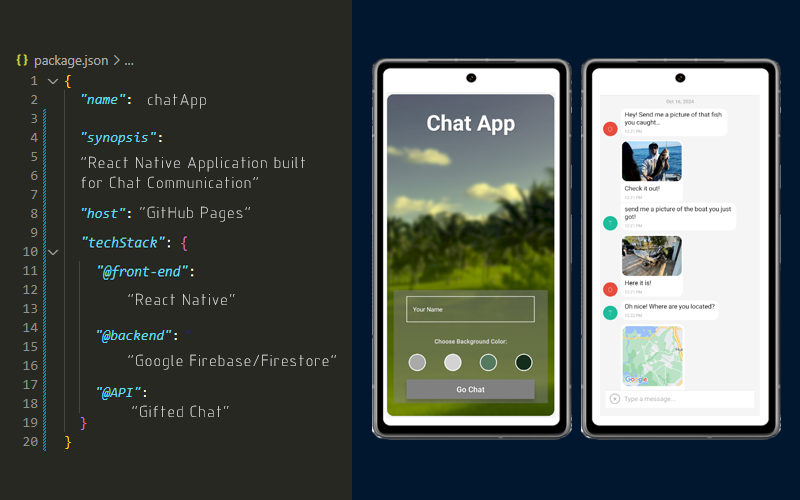 {} package.json > ...
1 {
2 "name": chatApp
3
4 "synopsis":
5 “React Native Application built
6 for Chat Communication”
7
8 "host": “GitHub Pages”
9
10 "techStack": {
11 "@front-end":
12 “React Native”
13
14 "@backend":
15
16 “Google Firebase/Firestore“
17
18 "@API":
“Gifted Chat”
19 }
20 }
Chat App
Your Name
Choose Background Color:
Go Chat
Oct 16, 2024
Hey! Send me a picture of that fish
you caught...
12:21 PM
Check it out!
12:21 PM
send me a picture of the boat you just
got!
12:21 PM
Here it is!
12:21 PM
Oh nice! Where are you located?
12:22 PM
Google
Type a message...